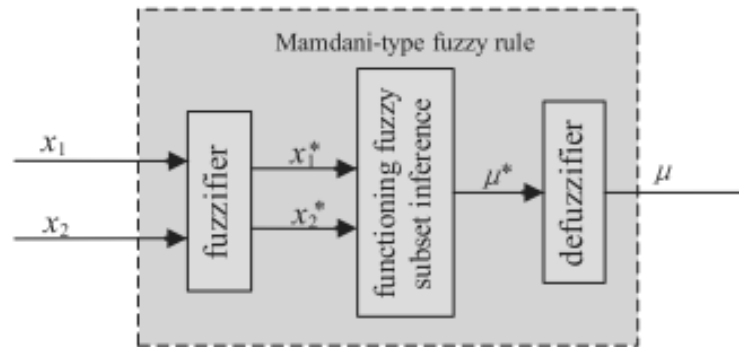 Mamdani-type fuzzy rule
x₁
x₂
fuzzifier
x₁*
x₂*
functioning fuzzy
subset inference
μ*
defuzzifier
μ